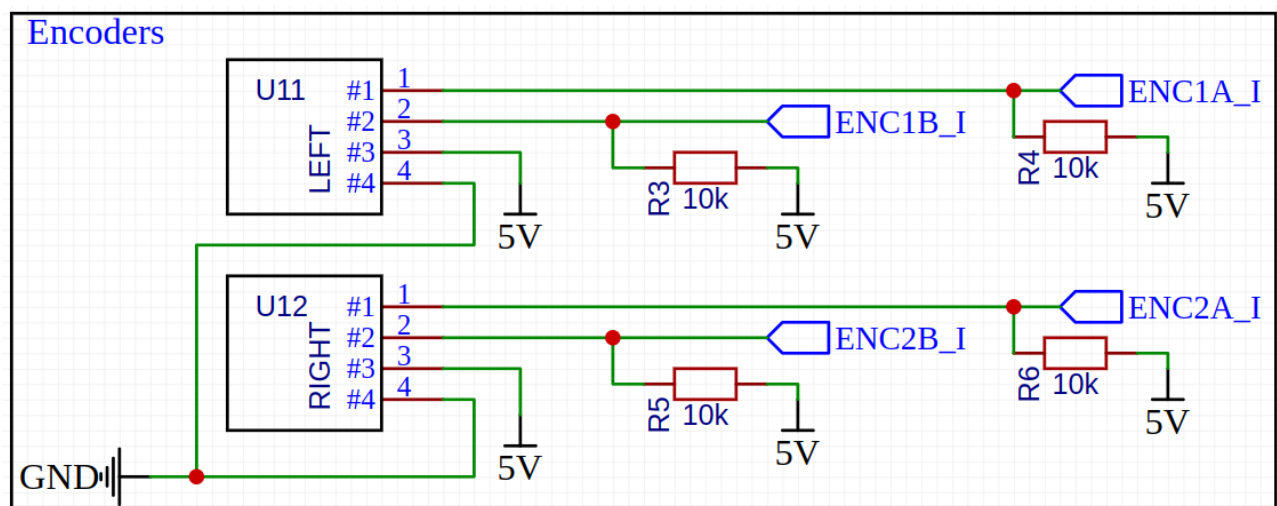 Encoders
U11
LEFT
#1 1
#2 2
#3 3
#4 4
ENC1A_I
ENC1B_I
R4
10k
5V
R3
10k
5V
5V
U12
RIGHT
#1 1
#2 2
#3 3
#4 4
ENC2A_I
ENC2B_I
R6
10k
5V
R5
10k
5V
5V
GND